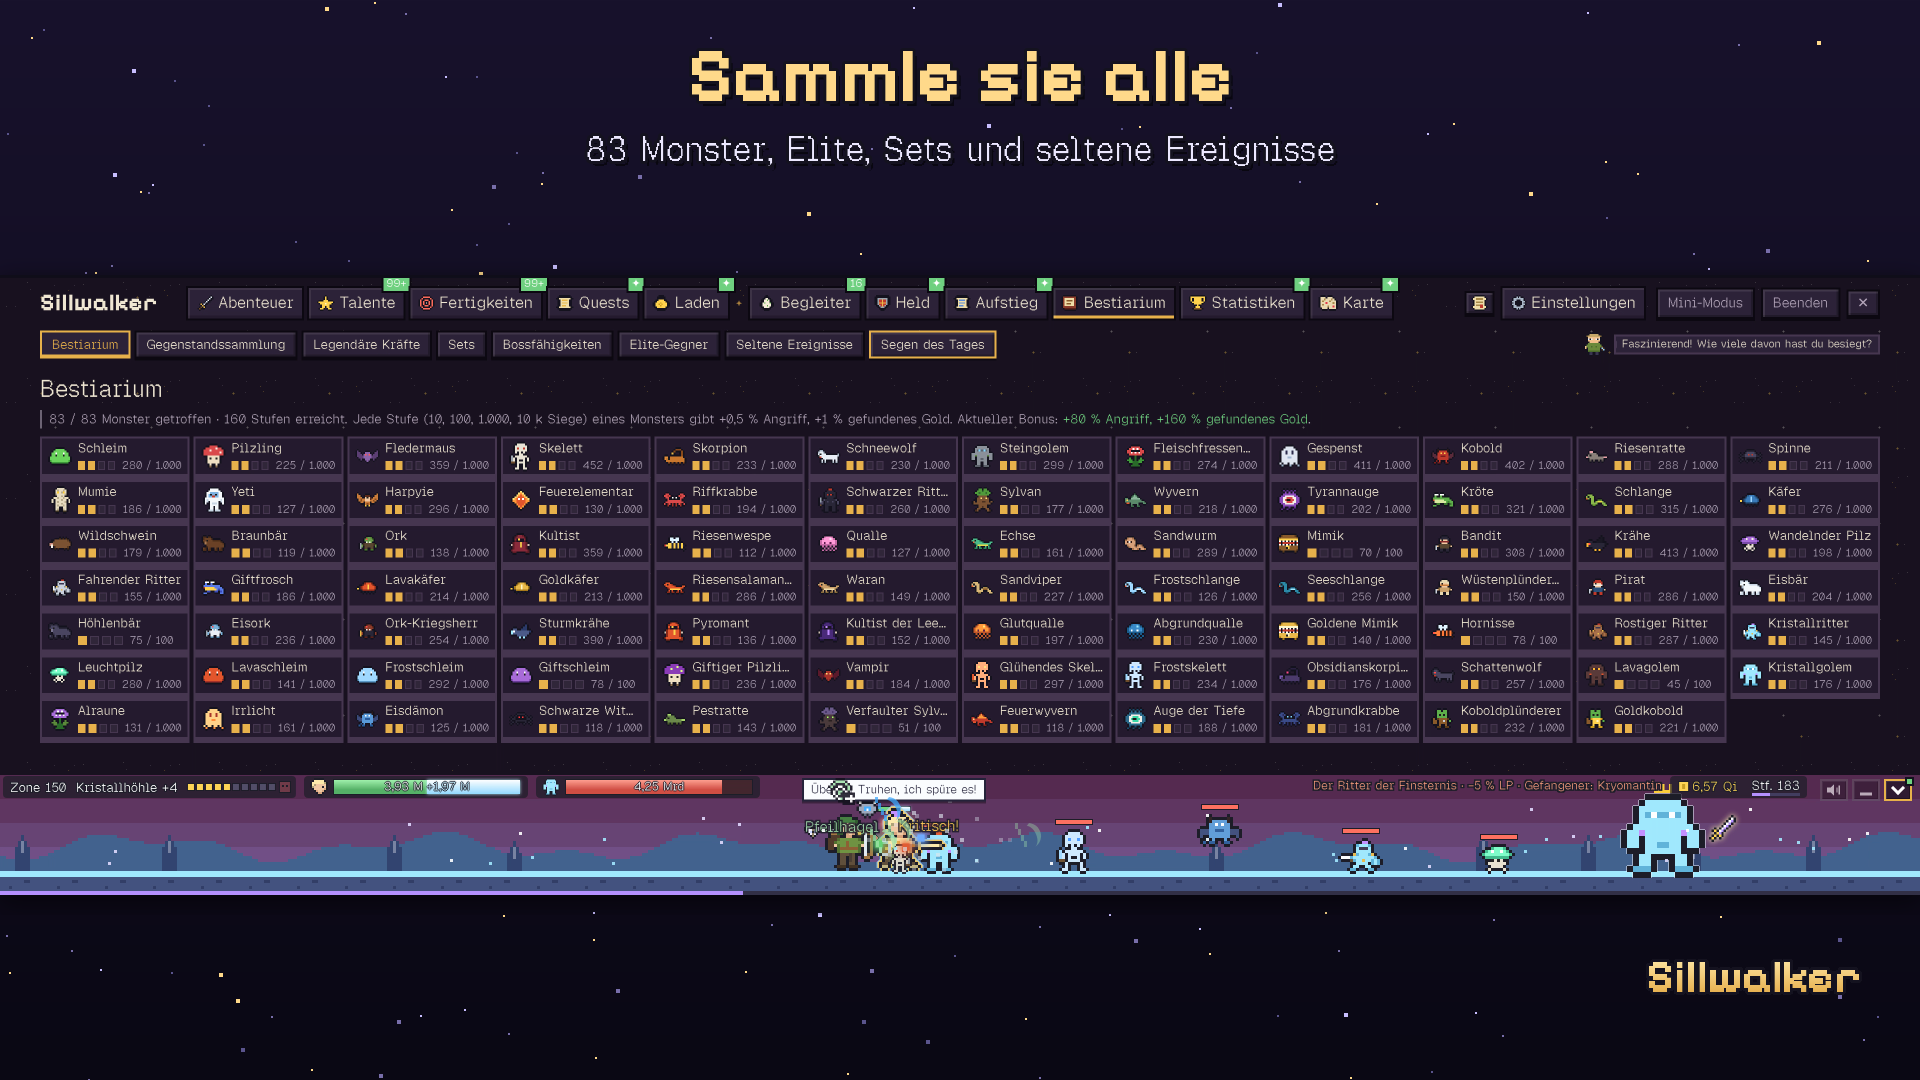 Sammle sie alle
83 Monster, Elite, Sets und seltene Ereignisse
Sillwalker
Abenteuer
99+
Talente
99+
Fertigkeiten
Quests
Laden
16
Begleiter
Held
Aufstieg
Bestiarium
Statistiken
Karte
Einstellungen
Mini-Modus
Beenden
×
Bestiarium
Gegenstandssammlung
Legendäre Kräfte
Sets
Bossfähigkeiten
Elite-Gegner
Seltene Ereignisse
Segen des Tages
Faszinierend! Wie viele davon hast du besiegt?
Bestiarium
83 / 83 Monster getroffen · 160 Stufen erreicht. Jede Stufe (10, 100, 1.000, 10 k Siege) eines Monsters gibt +0,5 % Angriff, +1 % gefundenes Gold. Aktueller Bonus: +80 % Angriff, +160 % gefundenes Gold.
Schleim 280 / 1.000
Pilzling 225 / 1.000
Fledermaus 359 / 1.000
Skelett 452 / 1.000
Skorpion 233 / 1.000
Schneewolf 230 / 1.000
Steingolem 299 / 1.000
Fleischfressen... 274 / 1.000
Gespenst 411 / 1.000
Kobold 402 / 1.000
Riesenratte 288 / 1.000
Spinne 211 / 1.000
Mumie 186 / 1.000
Yeti 127 / 1.000
Harpyie 296 / 1.000
Feuerelementar 130 / 1.000
Riffkrabbe 194 / 1.000
Schwarzer Ritt... 260 / 1.000
Sylvan 177 / 1.000
Wyvern 218 / 1.000
Tyrannauge 202 / 1.000
Kröte 321 / 1.000
Schlange 315 / 1.000
Käfer 276 / 1.000
Wildschwein 179 / 1.000
Braunbär 119 / 1.000
Ork 138 / 1.000
Kultist 359 / 1.000
Riesenwespe 112 / 1.000
Qualle 127 / 1.000
Echse 161 / 1.000
Sandwurm 289 / 1.000
Mimik 70 / 100
Bandit 308 / 1.000
Krähe 413 / 1.000
Wandelnder Pilz 198 / 1.000
Fahrender Ritter 155 / 1.000
Giftfrosch 186 / 1.000
Lavakäfer 214 / 1.000
Goldkäfer 213 / 1.000
Riesensalaman... 286 / 1.000
Waran 149 / 1.000
Sandviper 227 / 1.000
Frostschlange 126 / 1.000
Seeschlange 256 / 1.000
Wüstenplünder... 150 / 1.000
Pirat 286 / 1.000
Eisbär 204 / 1.000
Höhlenbär 75 / 100
Eisork 236 / 1.000
Ork-Kriegsherr 254 / 1.000
Sturmkrähe 390 / 1.000
Pyromant 136 / 1.000
Kultist der Lee... 152 / 1.000
Glutqualle 197 / 1.000
Abgrundqualle 230 / 1.000
Goldene Mimik 140 / 1.000
Hornisse 78 / 100
Rostiger Ritter 287 / 1.000
Kristallritter 145 / 1.000
Leuchtpilz 280 / 1.000
Lavaschleim 141 / 1.000
Frostschleim 292 / 1.000
Giftschleim 78 / 100
Giftiger Pilzli... 236 / 1.000
Vampir 184 / 1.000
Glühendes Skel... 297 / 1.000
Frostskelett 234 / 1.000
Obsidianskorpi... 176 / 1.000
Schattenwolf 257 / 1.000
Lavagolem 45 / 100
Kristallgolem 176 / 1.000
Alraune 131 / 1.000
Irrlicht 161 / 1.000
Eisdämon 125 / 1.000
Schwarze Wit... 118 / 1.000
Pestratte 143 / 1.000
Verfaulter Sylv... 51 / 100
Feuerwyvern 118 / 1.000
Auge der Tiefe 188 / 1.000
Abgrundkrabbe 181 / 1.000
Koboldplünderer 232 / 1.000
Goldkobold 221 / 1.000
Zone 150 Kristallhöhle +4
3,93 M +1,97 M
4,25 Mrd
Truhen, ich spüre es!
Der Ritter der Finsternis · −5 % LP · Gefangener: Kryomantin
6,57 Qi
Stf. 183
Pfeilhagel
Kritisch!
Sillwalker